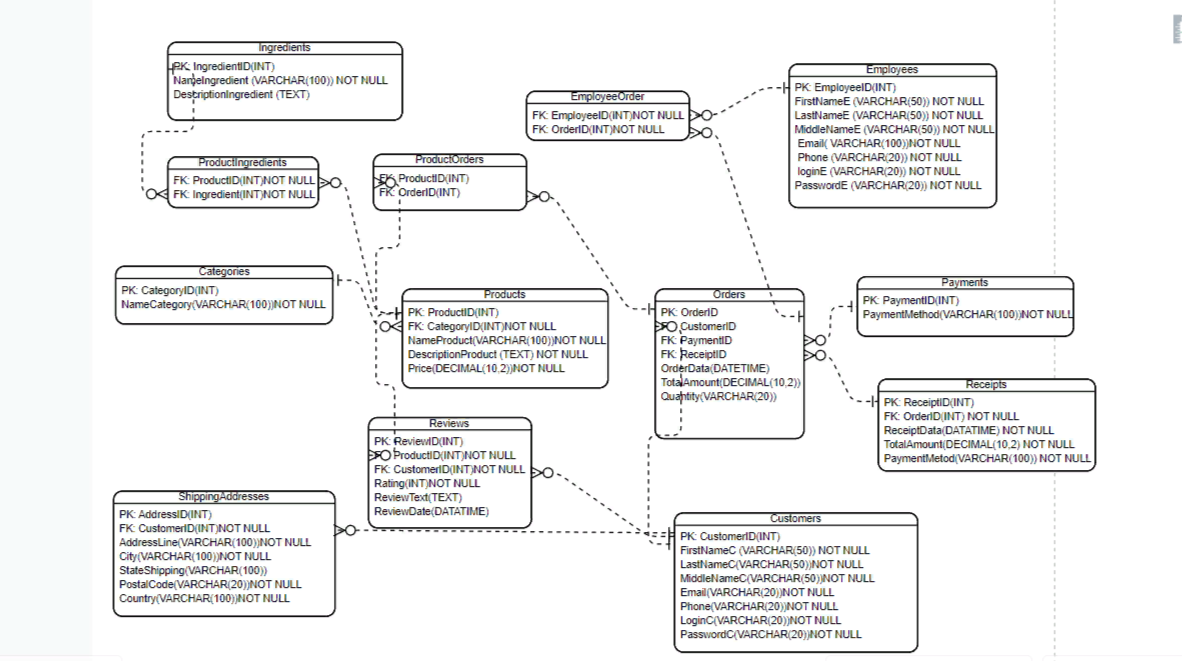 Ingredients
PK: IngredientID(INT)
NameIngredient (VARCHAR(100)) NOT NULL
DescriptionIngredient (TEXT)
Employees
PK: EmployeeID(INT)
FirstNameE (VARCHAR(50)) NOT NULL
LastNameE (VARCHAR(50)) NOT NULL
MiddleNameE (VARCHAR(50)) NOT NULL
Email( VARCHAR(100))NOT NULL
Phone (VARCHAR(20)) NOT NULL
loginE (VARCHAR(20)) NOT NULL
PasswordE (VARCHAR(20)) NOT NULL
EmployeeOrder
FK: EmployeeID(INT)NOT NULL
FK: OrderID(INT)NOT NULL
ProductIngredients
FK: ProductID(INT)NOT NULL
FK: Ingredient(INT)NOT NULL
ProductOrders
FK: ProductID(INT)
FK: OrderID(INT)
Categories
PK: CategoryID(INT)
NameCategory(VARCHAR(100))NOT NULL
Products
PK: ProductID(INT)
FK: CategoryID(INT)NOT NULL
NameProduct(VARCHAR(100))NOT NULL
DescriptionProduct (TEXT) NOT NULL
Price(DECIMAL(10,2))NOT NULL
Orders
PK: OrderID
CustomerID
FK: PaymentID
FK: ReceiptID
OrderData(DATETIME)
TotalAmount(DECIMAL(10,2))
Quantity(VARCHAR(20))
Payments
PK: PaymentID(INT)
PaymentMethod(VARCHAR(100))NOT NULL
Receipts
PK: ReceiptID(INT)
FK: OrderID(INT) NOT NULL
ReceiptData(DATATIME) NOT NULL
TotalAmount(DECIMAL(10,2) NOT NULL
PaymentMetod(VARCHAR(100)) NOT NULL
Reviews
PK: ReviewID(INT)
ProductID(INT)NOT NULL
FK: CustomerID(INT)NOT NULL
Rating(INT)NOT NULL
ReviewText(TEXT)
ReviewDate(DATATIME)
ShippingAddresses
PK: AddressID(INT)
FK: CustomerID(INT)NOT NULL
AddressLine(VARCHAR(100))NOT NULL
City(VARCHAR(100))NOT NULL
StateShipping(VARCHAR(100))
PostalCode(VARCHAR(20))NOT NULL
Country(VARCHAR(100))NOT NULL
Customers
PK: CustomerID(INT)
FirstNameC (VARCHAR(50)) NOT NULL
LastNameC(VARCHAR(50))NOT NULL
MiddleNameC(VARCHAR(50))NOT NULL
Email(VARCHAR(20))NOT NULL
Phone(VARCHAR(20))NOT NULL
LoginC(VARCHAR(20))NOT NULL
PasswordC(VARCHAR(20))NOT NULL